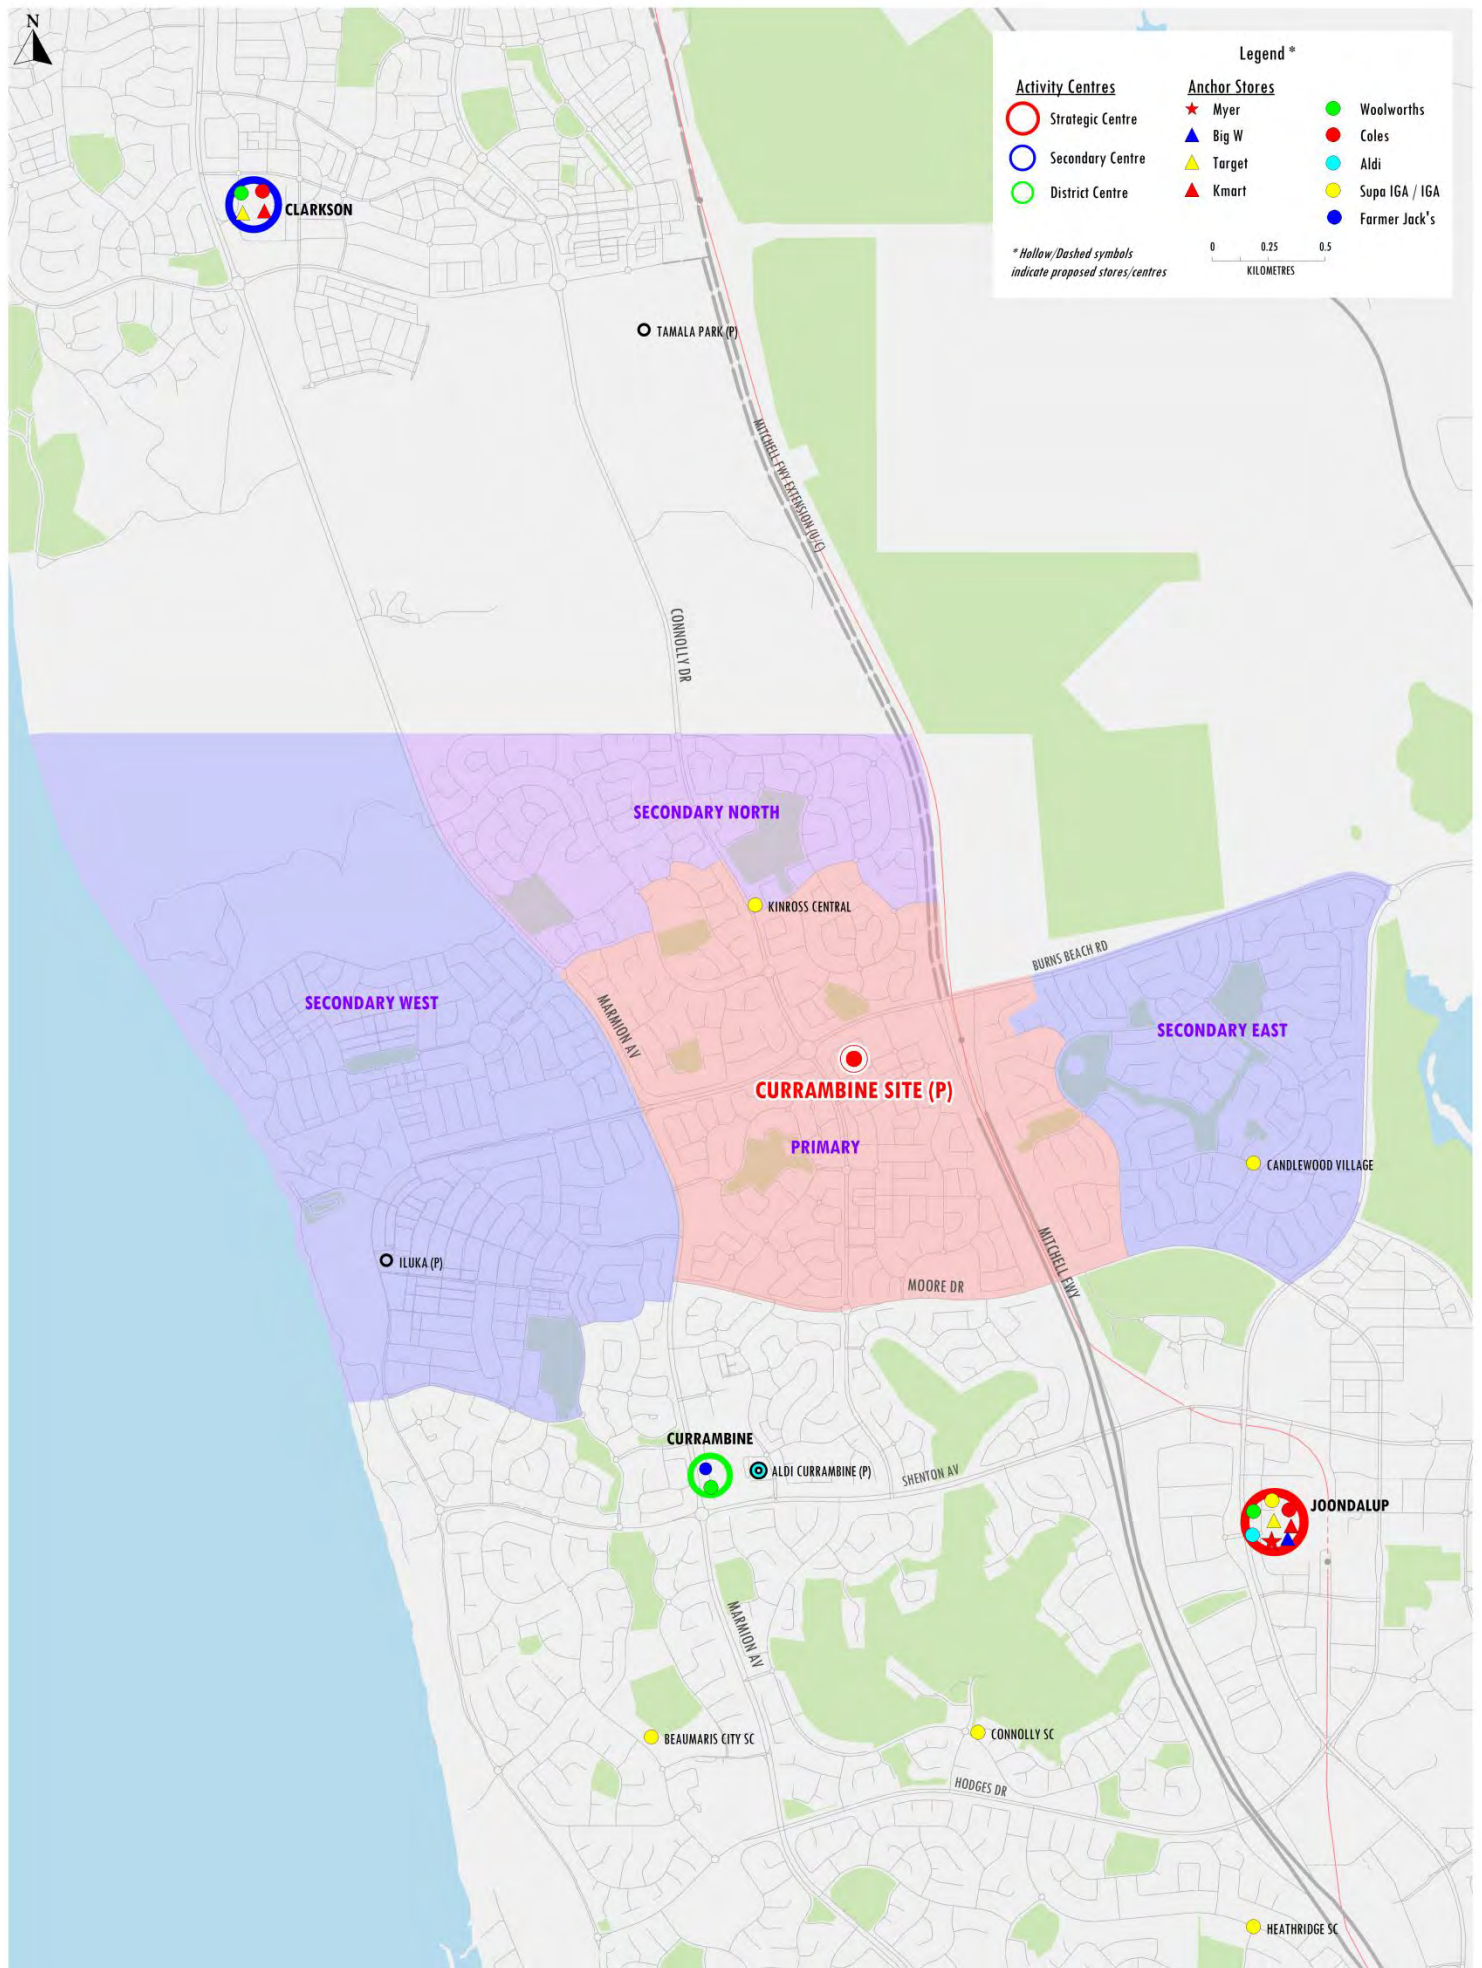 N
Legend *
Activity Centres
Strategic Centre
Secondary Centre
District Centre
* Hollow/Dashed symbols
indicate proposed stores/centres
Anchor Stores
Myer
Big W
Target
Kmart
Woolworths
Coles
Aldi
Supa IGA / IGA
Farmer Jack's
0 0.25 0.5
KILOMETRES
CLARKSON
TAMALA PARK (P)
MITCHELL FWY EXTENSION (U/C)
CONNOLLY DR
SECONDARY NORTH
KINROSS CENTRAL
BURNS BEACH RD
SECONDARY WEST
MARMION AV
SECONDARY EAST
CURRAMBINE SITE (P)
PRIMARY
CANDLEWOOD VILLAGE
MITCHELL FWY
ILUKA (P)
MOORE DR
CURRAMBINE
ALDI CURRAMBINE (P)
SHENTON AV
JOONDALUP
MARMION AV
BEAUMARIS CITY SC
CONNOLLY SC
HODGES DR
HEATHRIDGE SC